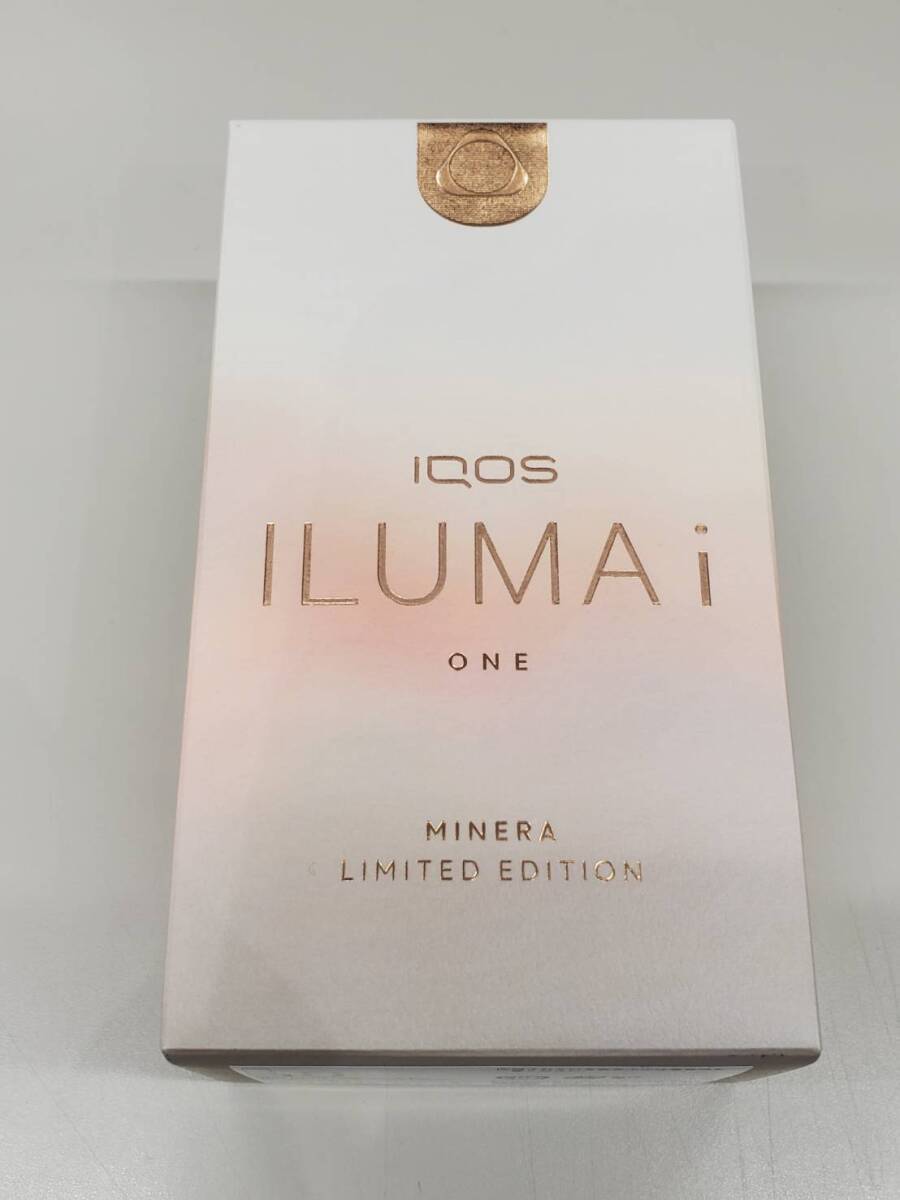 IQOS
ILUMA i
ONE
MINERA
LIMITED EDITION